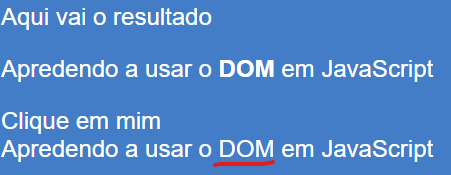 Aqui vai o resultado
Apredendo a usar o DOM em JavaScript
Clique em mim
Apredendo a usar o DOM em JavaScript